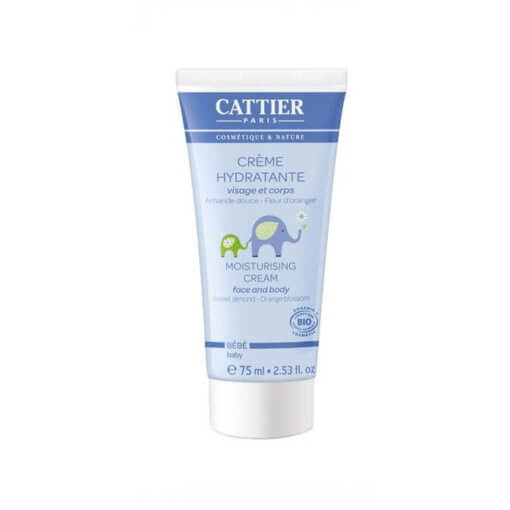 CATTIER
PARIS
COSMÉTIQUE & NATURE
CRÈME
HYDRATANTE
visage et corps
Amande douce - Fleur d'oranger
MOISTURISING
CREAM
face and body
Sweet almond - Orange blossom
BIO
BÉBÉ
baby
e 75 ml • 2.53 fl. oz